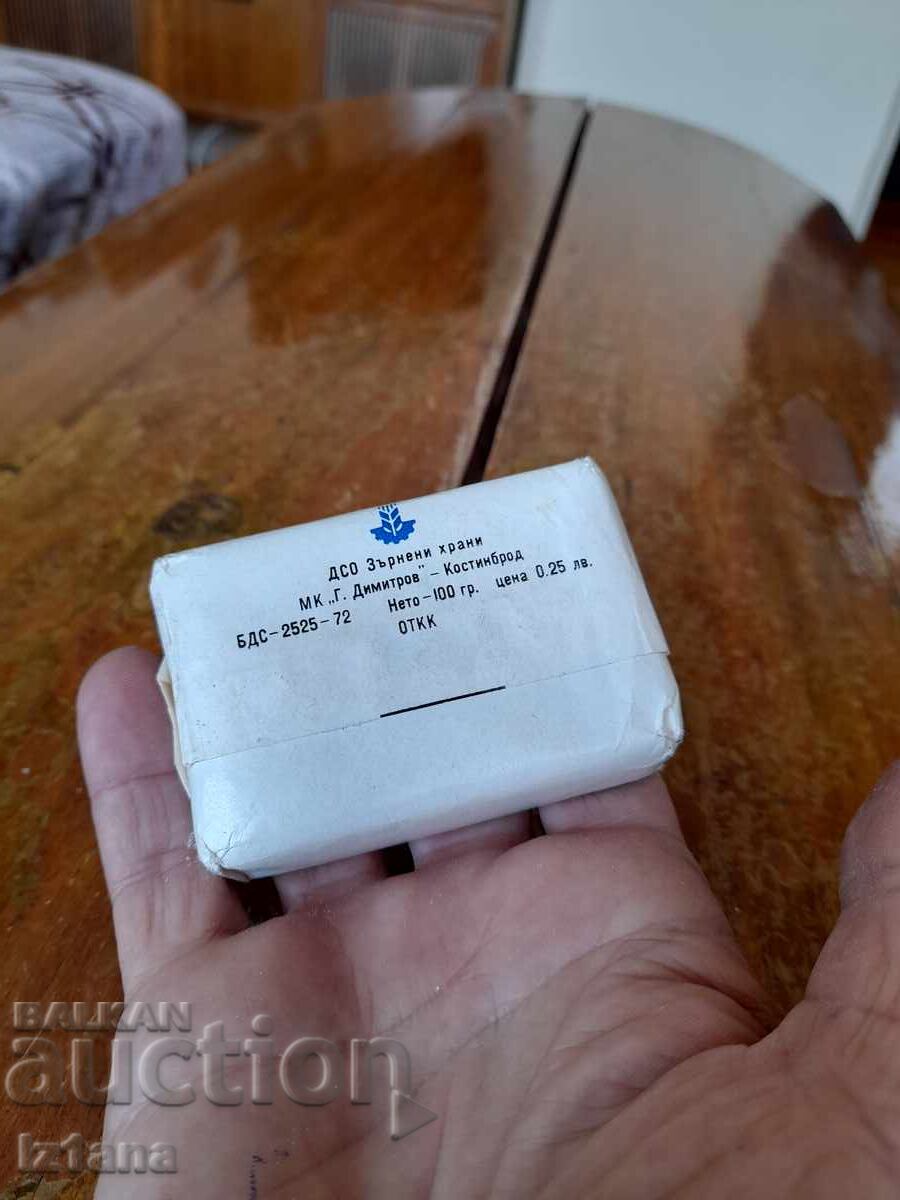 ДСО Зърнени храни
МК „Г. Димитров" – Костинброд
БДС-2525-72 Нето-100 гр. цена 0.25 лв.
ОТКК
BALKAN
auction
Iz1tana